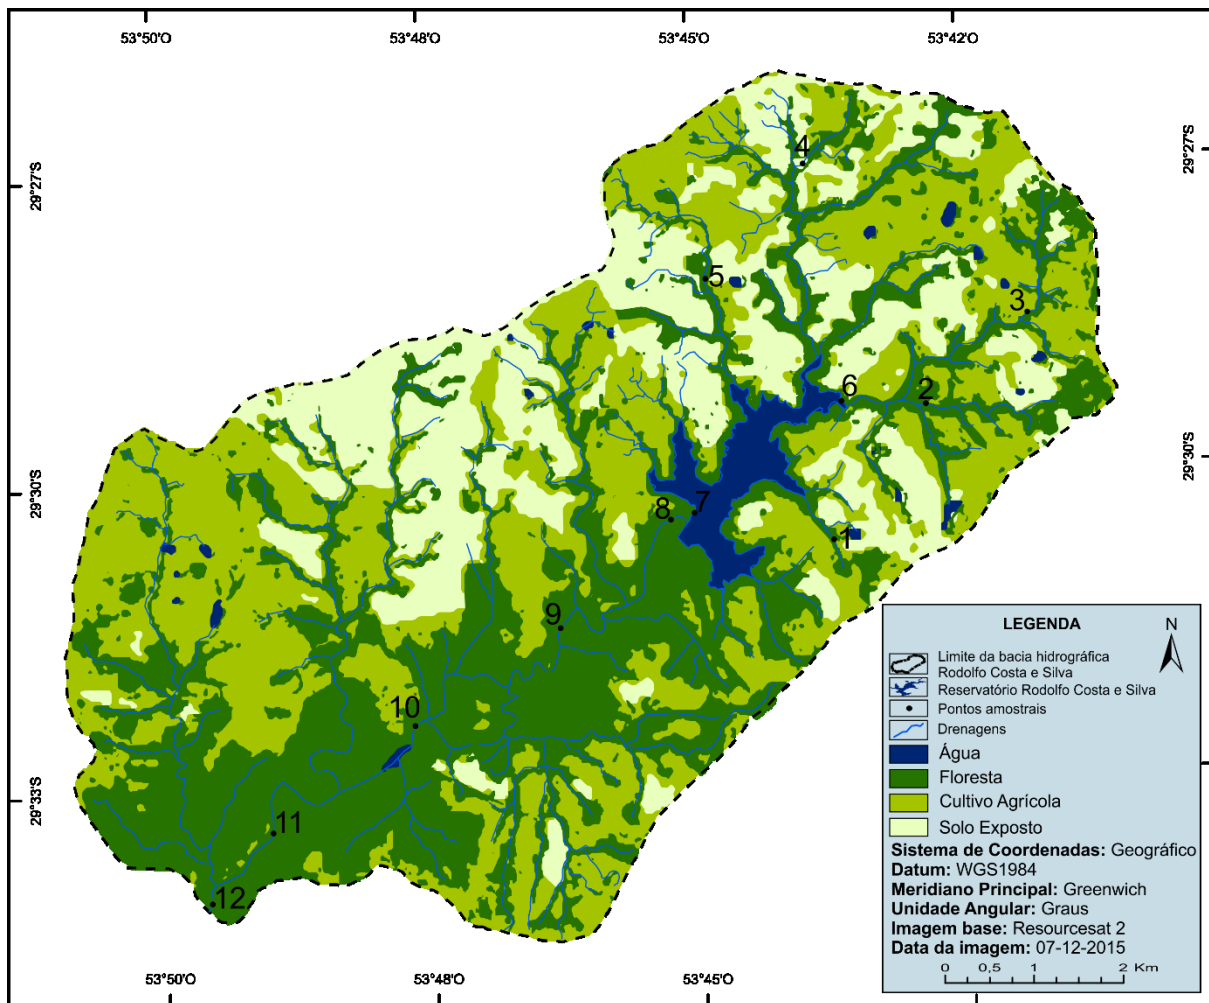 53°50'O 53°48'O 53°45'O 53°42'O
29°27'S
29°27'S
4
5
3
6
2
29°30'S
29°30'S
8
7
1
9
10
29°33'S
11
12
LEGENDA
N
Limite da bacia hidrográfica
Rodolfo Costa e Silva
Reservatório Rodolfo Costa e Silva
Pontos amostrais
Drenagens
Água
Floresta
Cultivo Agrícola
Solo Exposto
Sistema de Coordenadas: Geográfico
Datum: WGS1984
Meridiano Principal: Greenwich
Unidade Angular: Graus
Imagem base: Resourcesat 2
Data da imagem: 07-12-2015
0 0,5 1 2 Km
53°50'O 53°48'O 53°45'O